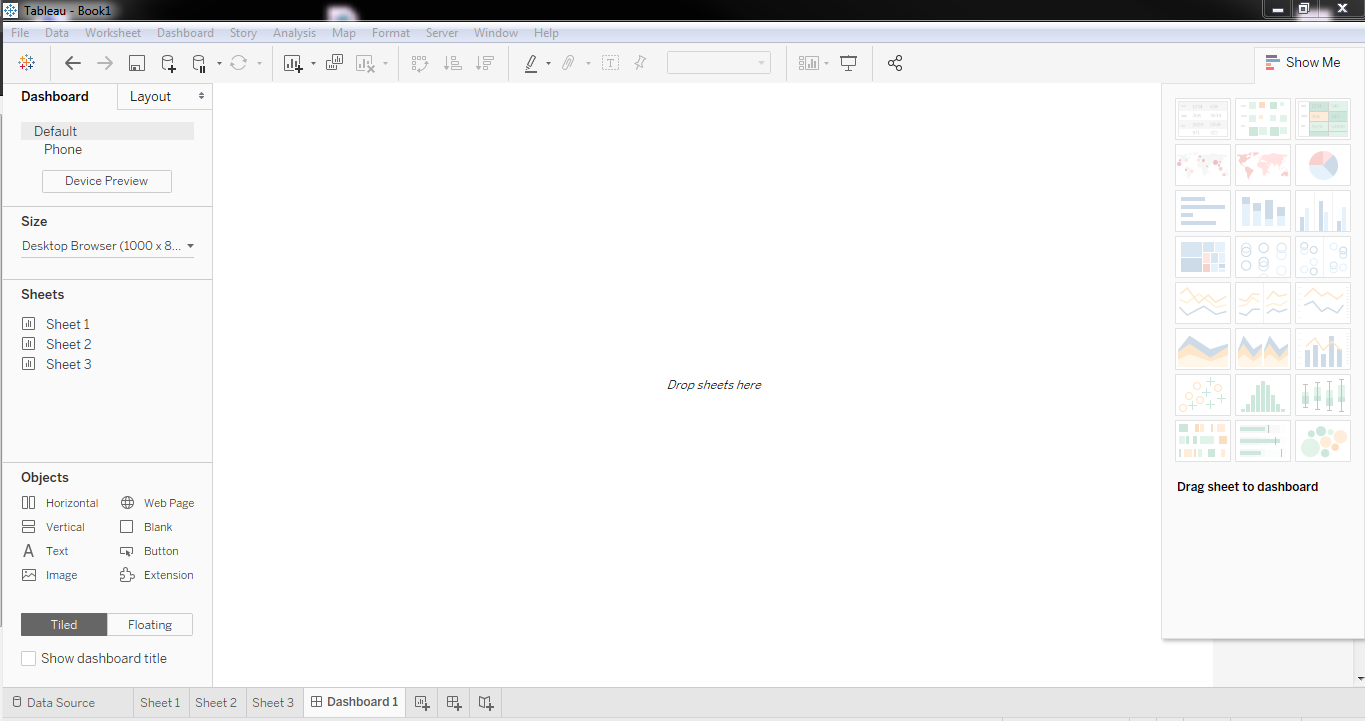 Tableau - Book1
File Data Worksheet Dashboard Story Analysis Map Format Server Window Help
Show Me
Dashboard Layout
Default
Phone
Device Preview
Size
Desktop Browser (1000 x 8...
Sheets
Sheet 1
Sheet 2
Sheet 3
Drop sheets here
Objects
Horizontal Web Page
Vertical Blank
Text Button
Image Extension
Tiled Floating
Show dashboard title
Drag sheet to dashboard
Data Source Sheet 1 Sheet 2 Sheet 3 Dashboard 1